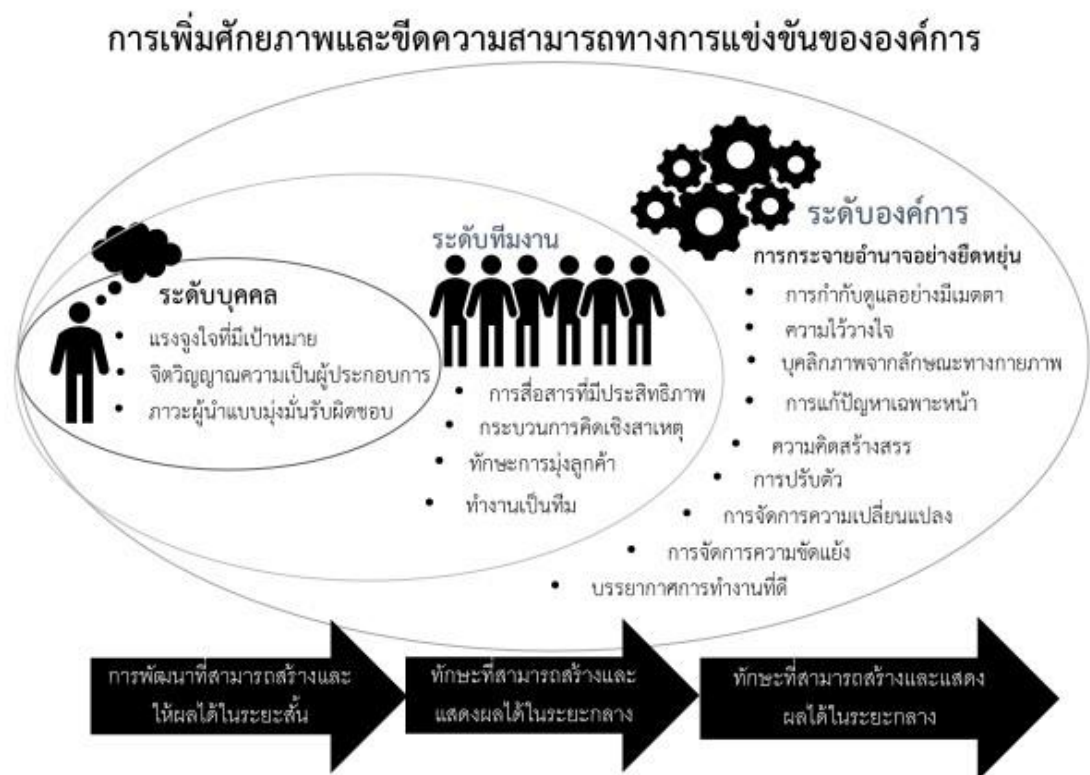 การเพิ่มศักยภาพและขีดความสามารถทางการแข่งขันขององค์การ
ระดับบุคคล
• แรงจูงใจที่มีเป้าหมาย
• จิตวิญญาณความเป็นผู้ประกอบการ
• ภาวะผู้นำแบบมุ่งมั่นรับผิดชอบ
ระดับทีมงาน
• การสื่อสารที่มีประสิทธิภาพ
• กระบวนการคิดเชิงสาเหตุ
• ทักษะการมุ่งลูกค้า
• ทำงานเป็นทีม
ระดับองค์การ
การกระจายอำนาจอย่างยืดหยุ่น
• การกำกับดูแลอย่างมีเมตตา
• ความไว้วางใจ
• บุคลิกภาพจากลักษณะทางกายภาพ
• การแก้ปัญหาเฉพาะหน้า
• ความคิดสร้างสรร
• การปรับตัว
• การจัดการความเปลี่ยนแปลง
• การจัดการความขัดแย้ง
• บรรยากาศการทำงานที่ดี
การพัฒนาที่สามารถสร้างและ
ให้ผลได้ในระยะสั้น
ทักษะที่สามารถสร้างและ
แสดงผลได้ในระยะกลาง
ทักษะที่สามารถสร้างและแสดง
ผลได้ในระยะกลาง